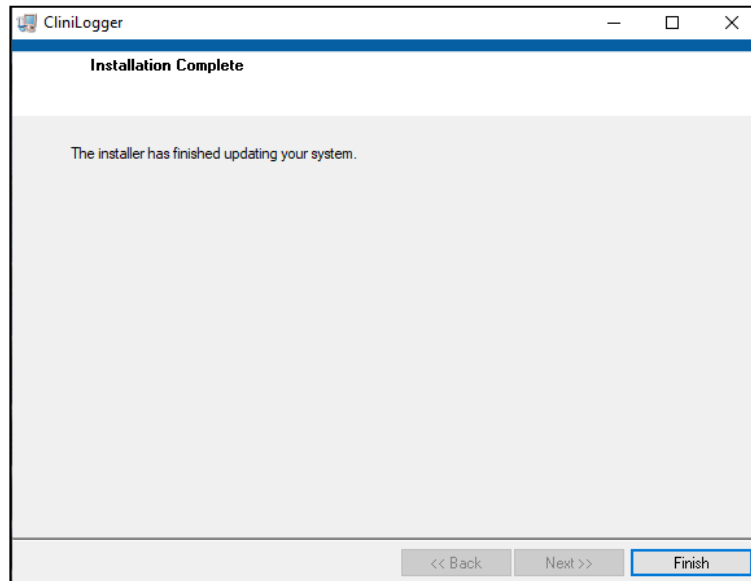 CliniLogger
Installation Complete
The installer has finished updating your system.
<< Back Next >> Finish